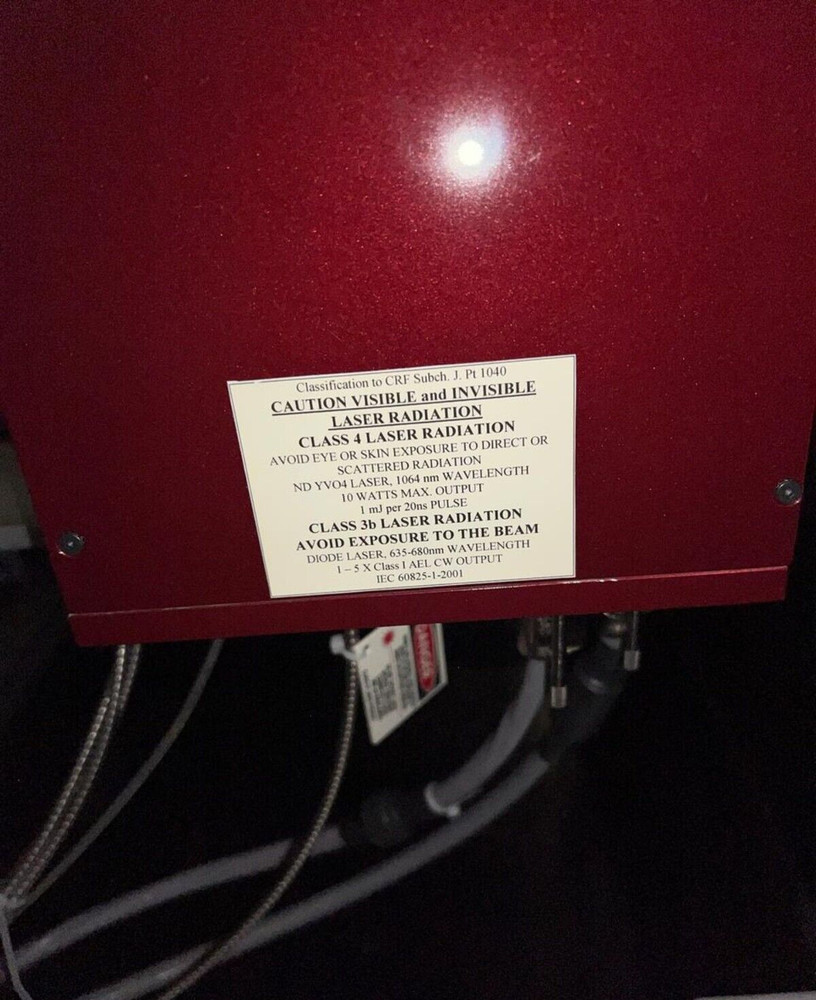 Classification to CRF Subch. J. Pt 1040
CAUTION VISIBLE and INVISIBLE
LASER RADIATION
CLASS 4 LASER RADIATION
AVOID EYE OR SKIN EXPOSURE TO DIRECT OR
SCATTERED RADIATION
ND YVO4 LASER, 1064 nm WAVELENGTH
10 WATTS MAX. OUTPUT
1 mJ per 20ns PULSE
CLASS 3b LASER RADIATION
AVOID EXPOSURE TO THE BEAM
DIODE LASER, 635-680nm WAVELENGTH
1 – 5 X Class I AEL CW OUTPUT
IEC 60825-1-2001
DANGER